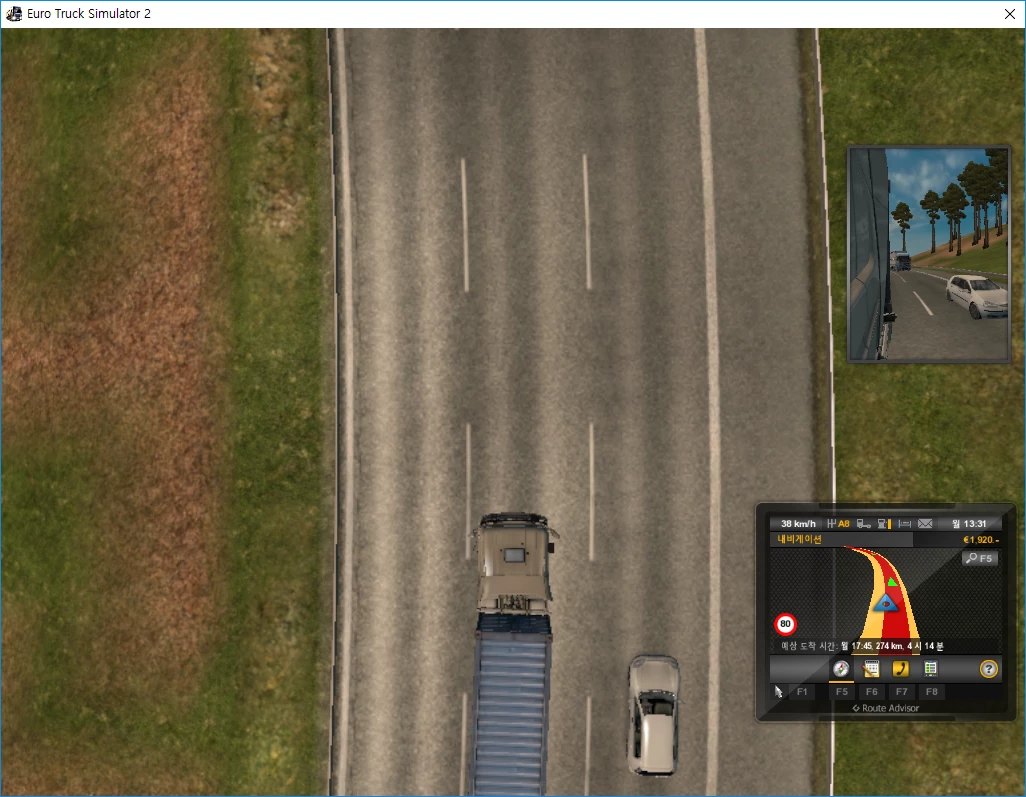 Euro Truck Simulator 2
38 km/h A8 월 13:31
내비게이션 €1,920.-
F5
80
예상 도착 시간: 월 17:45, 274 km, 4 시 14 분
?
F1 F5 F6 F7 F8
Route Advisor